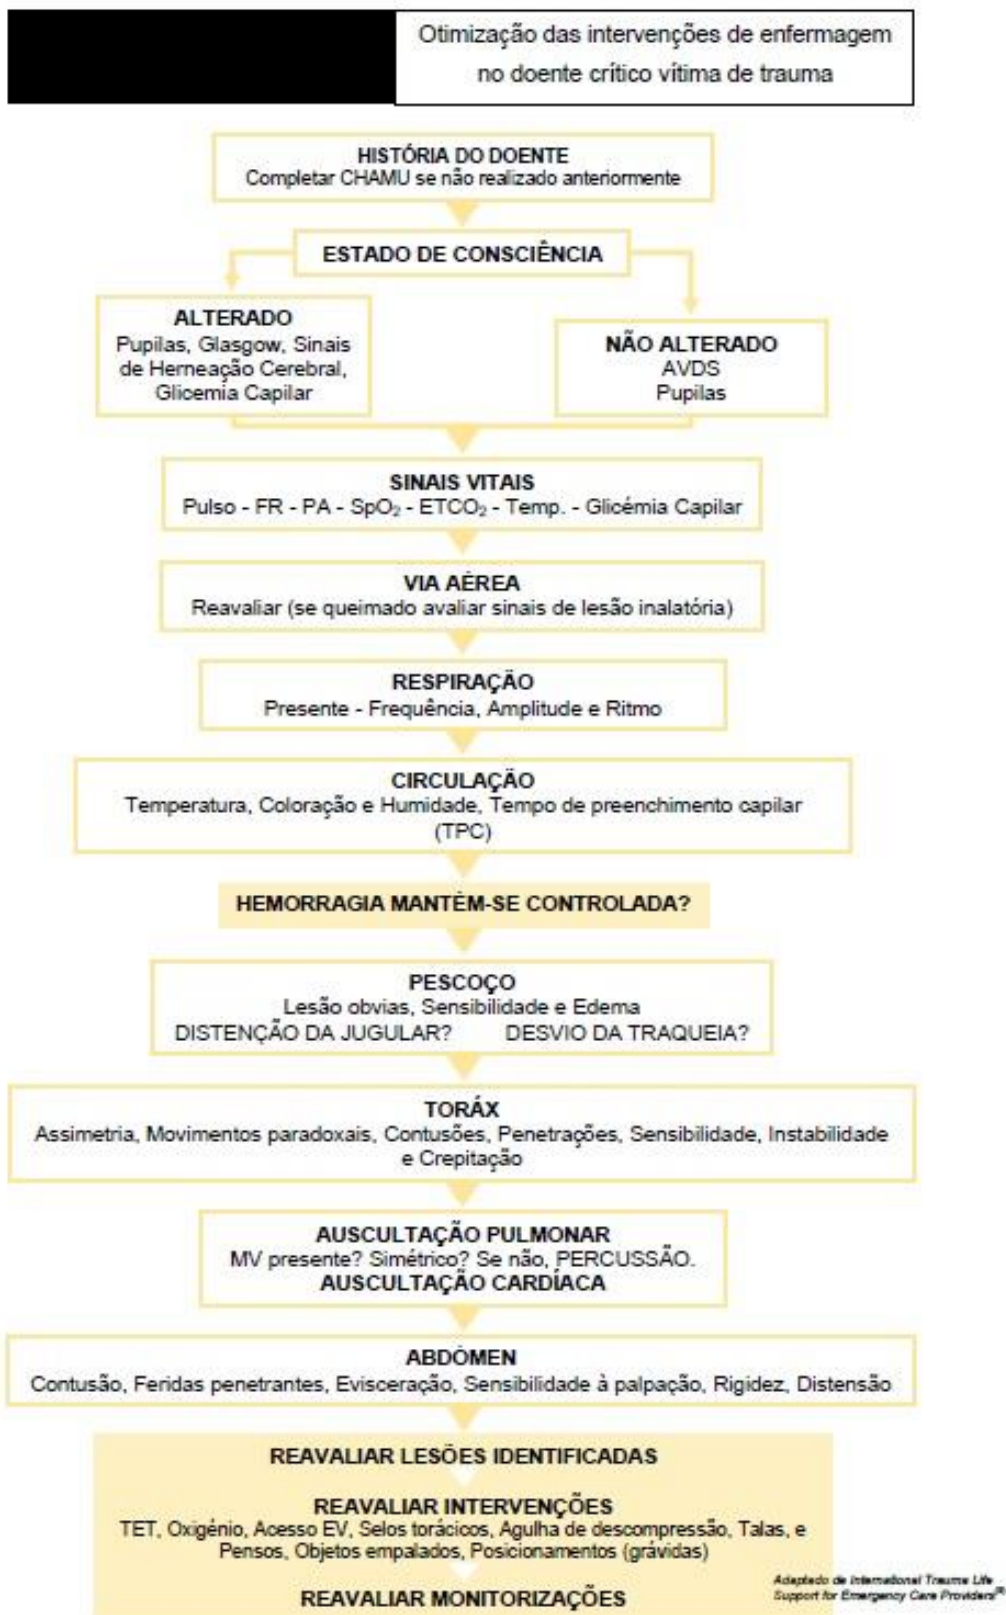 Otimização das intervenções de enfermagem
no doente crítico vítima de trauma
HISTÓRIA DO DOENTE
Completar CHAMU se não realizado anteriormente
ESTADO DE CONSCIÊNCIA
ALTERADO
Pupilas, Glasgow, Sinais
de Herneação Cerebral,
Glicemia Capilar
NÃO ALTERADO
AVDS
Pupilas
SINAIS VITAIS
Pulso - FR - PA - SpO₂ - ETCO₂ - Temp. - Glicémia Capilar
VIA AÉREA
Reavaliar (se queimado avaliar sinais de lesão inalatória)
RESPIRAÇÃO
Presente - Frequência, Amplitude e Ritmo
CIRCULAÇÃO
Temperatura, Coloração e Humidade, Tempo de preenchimento capilar
(TPC)
HEMORRAGIA MANTÉM-SE CONTROLADA?
PESCOÇO
Lesão obvias, Sensibilidade e Edema
DISTENÇÃO DA JUGULAR? DESVIO DA TRAQUEIA?
TORÁX
Assimetria, Movimentos paradoxais, Contusões, Penetrações, Sensibilidade, Instabilidade
e Crepitação
AUSCULTAÇÃO PULMONAR
MV presente? Simétrico? Se não, PERCUSSÃO.
AUSCULTAÇÃO CARDÍACA
ABDÓMEN
Contusão, Feridas penetrantes, Evisceração, Sensibilidade à palpação, Rigidez, Distensão
REAVALIAR LESÕES IDENTIFICADAS
REAVALIAR INTERVENÇÕES
TET, Oxigénio, Acesso EV, Selos torácicos, Agulha de descompressão, Talas, e
Pensos, Objetos empalados, Posicionamentos (grávidas)
REAVALIAR MONITORIZAÇÕES
Adaptado de International Trauma Life
Support for Emergency Care Providers